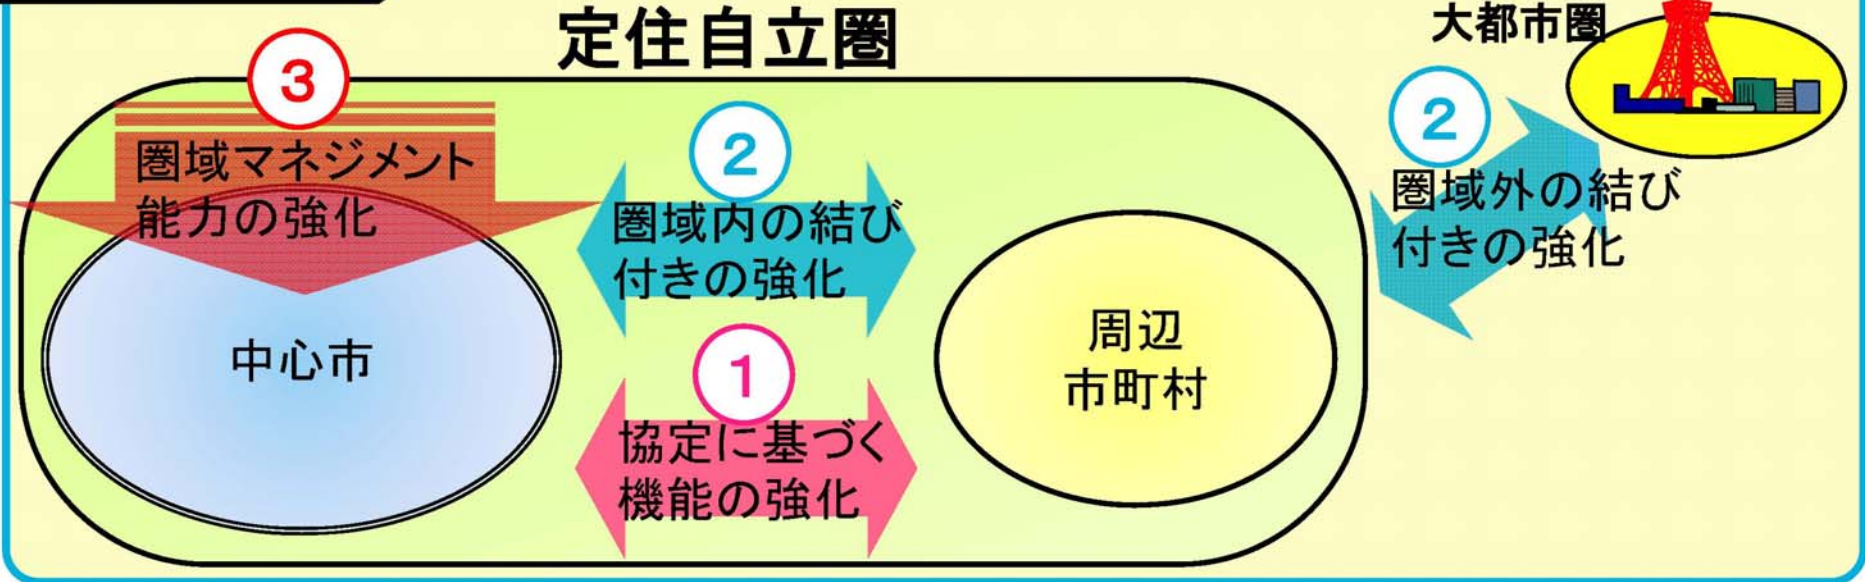 定住自立圏
大都市圏
3
圏域マネジメント
能力の強化
2
圏域内の結び
付きの強化
2
圏域外の結び
付きの強化
中心市
1
協定に基づく
機能の強化
周辺
市町村